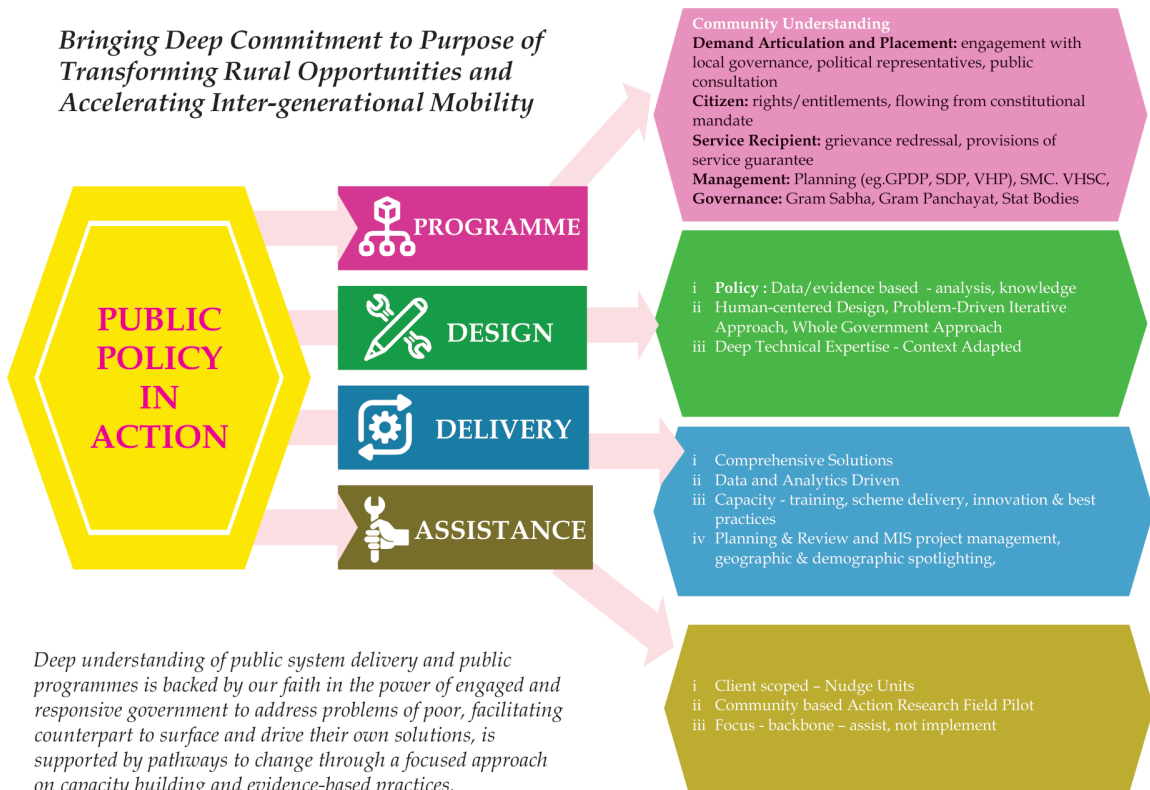 Bringing Deep Commitment to Purpose of
Transforming Rural Opportunities and
Accelerating Inter-generational Mobility
PUBLIC
POLICY
IN
ACTION
PROGRAMME
DESIGN
DELIVERY
ASSISTANCE
Community Understanding
Demand Articulation and Placement: engagement with
local governance, political representatives, public
consultation
Citizen: rights/entitlements, flowing from constitutional
mandate
Service Recipient: grievance redressal, provisions of
service guarantee
Management: Planning (eg.GPDP, SDP, VHP), SMC. VHSC,
Governance: Gram Sabha, Gram Panchayat, Stat Bodies
i Policy : Data/evidence based - analysis, knowledge
ii Human-centered Design, Problem-Driven Iterative
Approach, Whole Government Approach
iii Deep Technical Expertise - Context Adapted
i Comprehensive Solutions
ii Data and Analytics Driven
iii Capacity - training, scheme delivery, innovation & best
practices
iv Planning & Review and MIS project management,
geographic & demographic spotlighting,
i Client scoped – Nudge Units
ii Community based Action Research Field Pilot
iii Focus - backbone – assist, not implement
Deep understanding of public system delivery and public
programmes is backed by our faith in the power of engaged and
responsive government to address problems of poor, facilitating
counterpart to surface and drive their own solutions, is
supported by pathways to change through a focused approach
on capacity building and evidence-based practices.